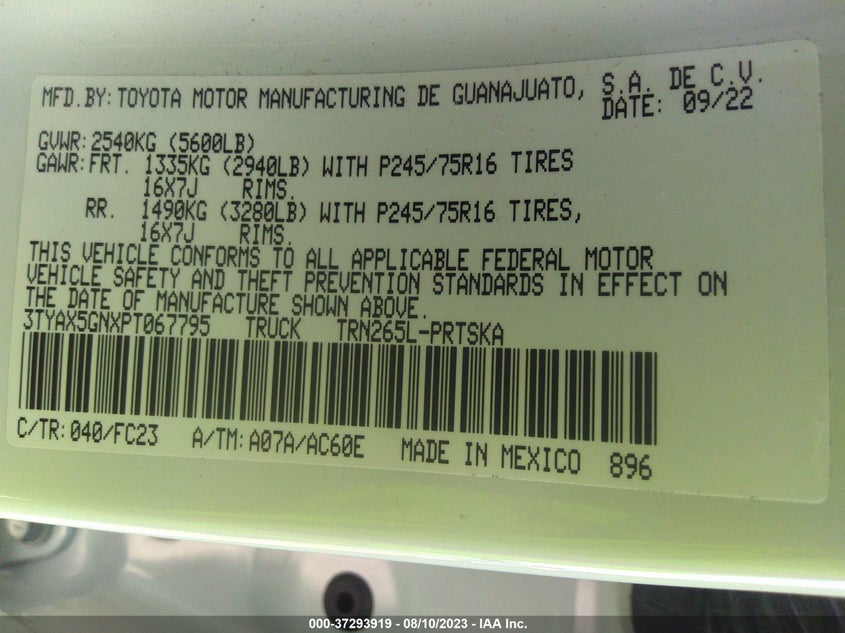 MFD.BY: TOYOTA MOTOR MANUFACTURING DE GUANAJUATO, S.A. DE C.V.
DATE: 09/22
GVWR: 2540KG (5600LB)
GAWR: FRT. 1335KG (2940LB) WITH P245/75R16 TIRES
16X7J RIMS.
RR. 1490KG (3280LB) WITH P245/75R16 TIRES,
16X7J RIMS.
THIS VEHICLE CONFORMS TO ALL APPLICABLE FEDERAL MOTOR
VEHICLE SAFETY AND THEFT PREVENTION STANDARDS IN EFFECT ON
THE DATE OF MANUFACTURE SHOWN ABOVE.
3TYAX5GNXPT067795 TRUCK TRN265L-PRTSKA
C/TR: 040/FC23 A/TM: A07A/AC60E MADE IN MEXICO 896
000-37293919 - 08/10/2023 - IAA Inc.